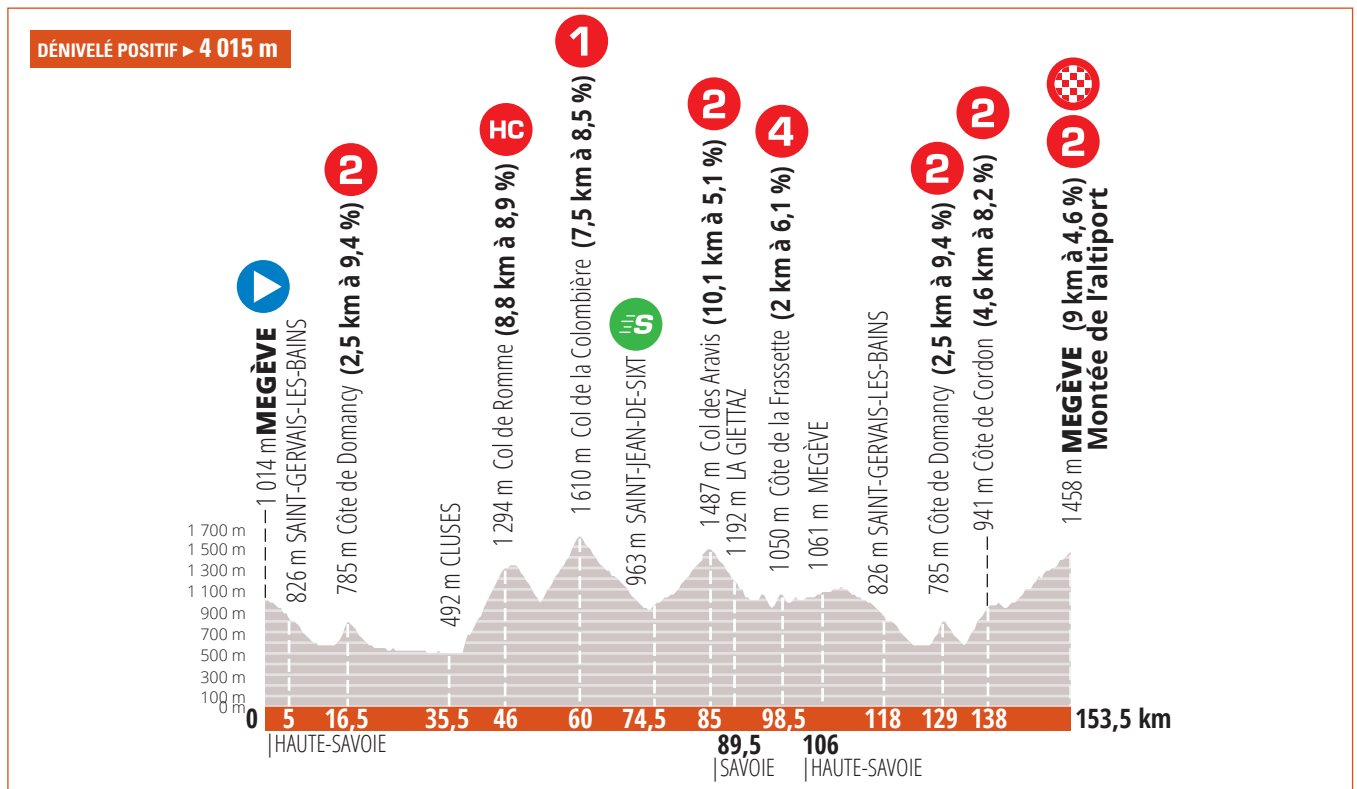 DÉNIVELÉ POSITIF ▸ 4 015 m
1 014 m MEGÈVE
826 m SAINT-GERVAIS-LES-BAINS
2
785 m Côte de Domancy (2,5 km à 9,4 %)
492 m CLUSES
HC
1 294 m Col de Romme (8,8 km à 8,9 %)
1
1 610 m Col de la Colombière (7,5 km à 8,5 %)
S
963 m SAINT-JEAN-DE-SIXT
2
1 487 m Col des Aravis (10,1 km à 5,1 %)
1 192 m LA GIETTAZ
4
1 050 m Côte de la Frassette (2 km à 6,1 %)
1 061 m MEGÈVE
826 m SAINT-GERVAIS-LES-BAINS
2
785 m Côte de Domancy (2,5 km à 9,4 %)
2
941 m Côte de Cordon (4,6 km à 8,2 %)
2
1 458 m MEGÈVE (9 km à 4,6 %)
Montée de l'altiport
1 700 m
1 500 m
1 300 m
1 100 m
900 m
700 m
500 m
300 m
100 m
0 m
0 5 16,5 35,5 46 60 74,5 85 98,5 118 129 138 153,5 km
89,5 106
|HAUTE-SAVOIE |SAVOIE |HAUTE-SAVOIE